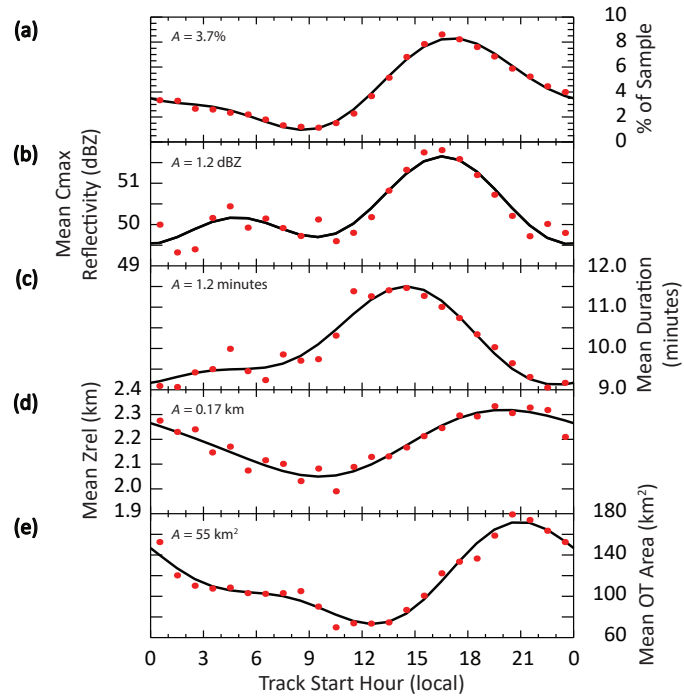 (a)
A = 3.7%
10
8
6
4
2
0
% of Sample
(b)
A = 1.2 dBZ
51
50
49
Mean Cmax
Reflectivity (dBZ)
(c)
A = 1.2 minutes
12.0
11.0
10.0
9.0
Mean Duration
(minutes)
(d)
A = 0.17 km
2.4
2.3
2.2
2.1
2.0
1.9
Mean Zrel (km)
(e)
A = 55 km²
180
140
100
60
Mean OT Area (km²)
0 3 6 9 12 15 18 21 0
Track Start Hour (local)